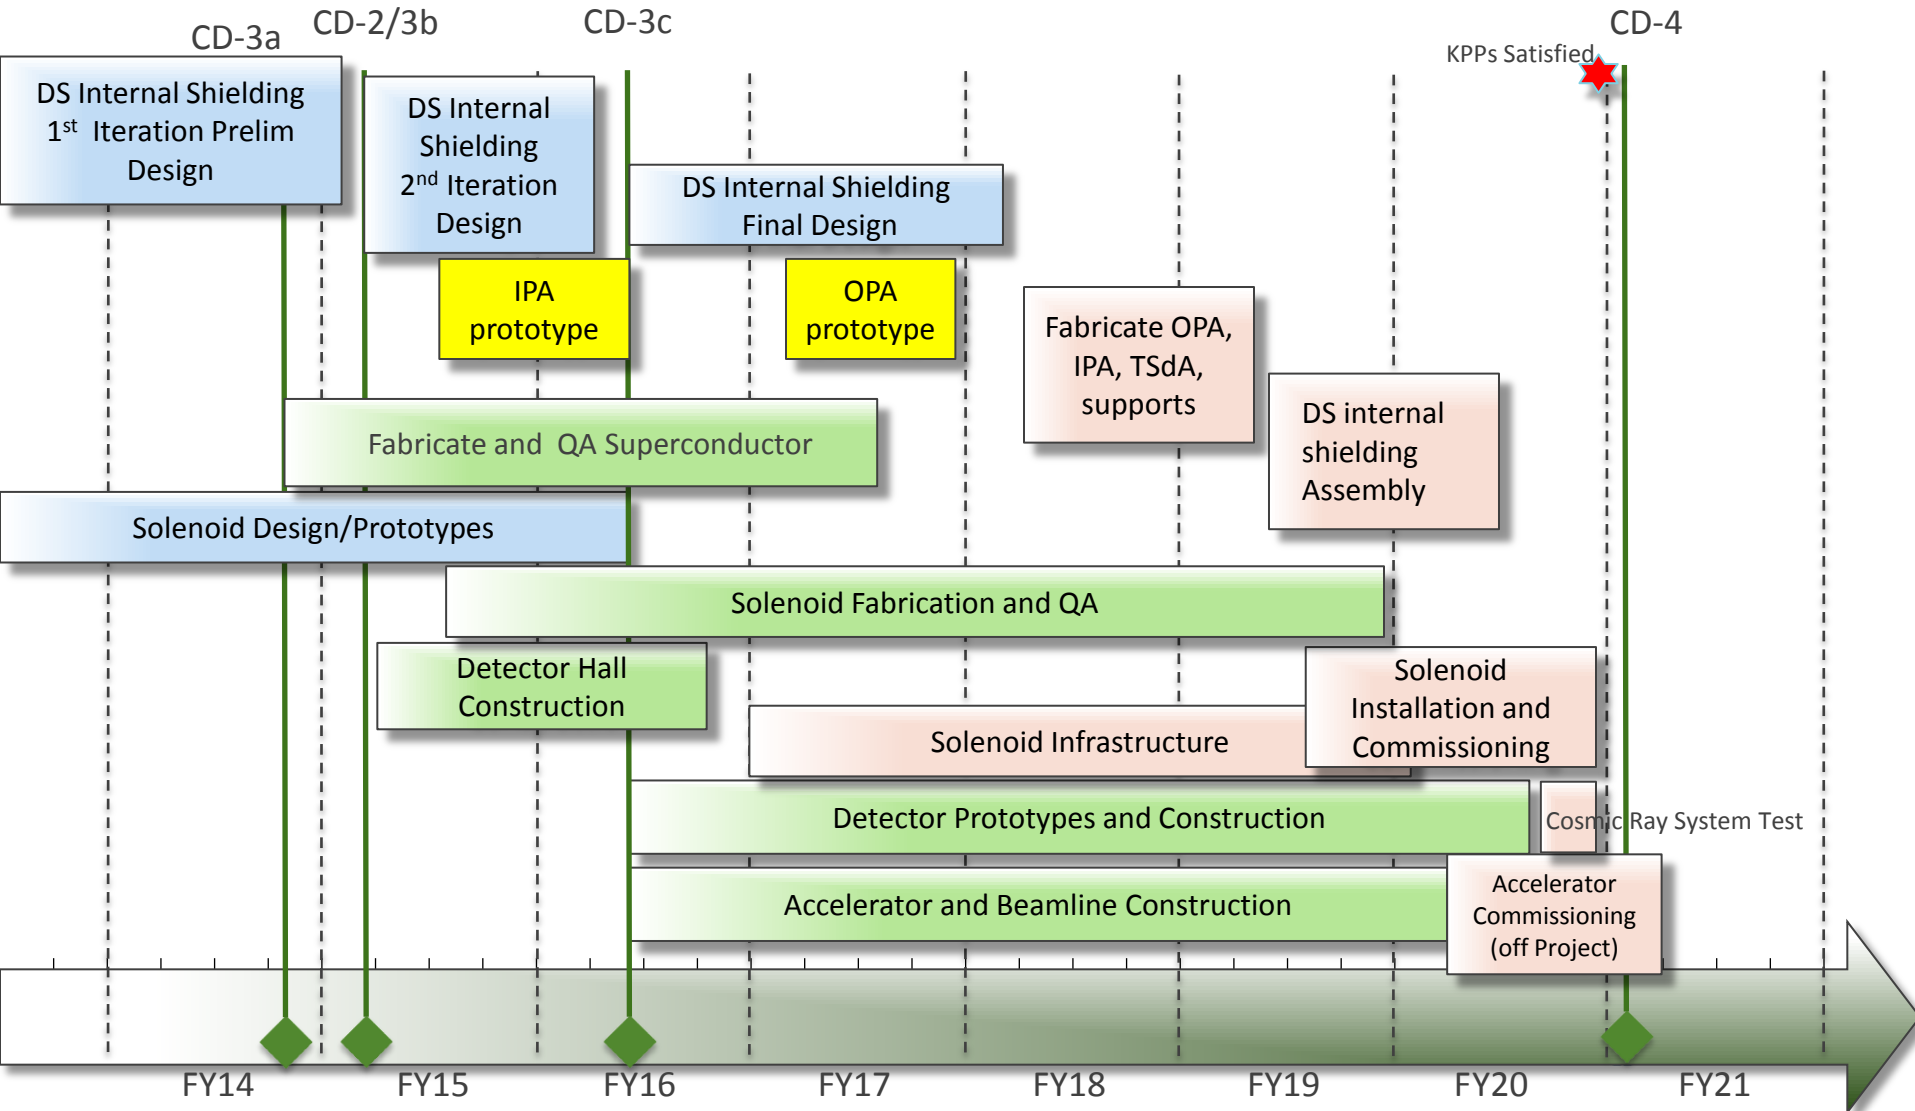 CD-3a
CD-2/3b
CD-3c
CD-4
KPPs Satisfied
DS Internal Shielding
1st Iteration Prelim
Design
DS Internal
Shielding
2nd Iteration
Design
DS Internal Shielding
Final Design
IPA
prototype
OPA
prototype
Fabricate OPA,
IPA, TSdA,
supports
DS internal
shielding
Assembly
Fabricate and QA Superconductor
Solenoid Design/Prototypes
Solenoid Fabrication and QA
Detector Hall
Construction
Solenoid
Installation and
Commissioning
Solenoid Infrastructure
Detector Prototypes and Construction
Cosmic Ray System Test
Accelerator and Beamline Construction
Accelerator
Commissioning
(off Project)
FY14
FY15
FY16
FY17
FY18
FY19
FY20
FY21